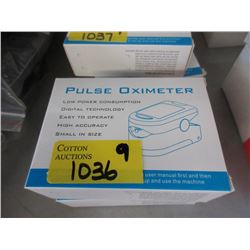 1037
PULSE OXIMETER
LOW POWER CONSUMPTION
DIGITAL TECHNOLOGY
EASY TO OPERATE
HIGH ACCURACY
SMALL IN SIZE
COTTON
AUCTIONS
9
1036
user manual first and then
up and use the machine